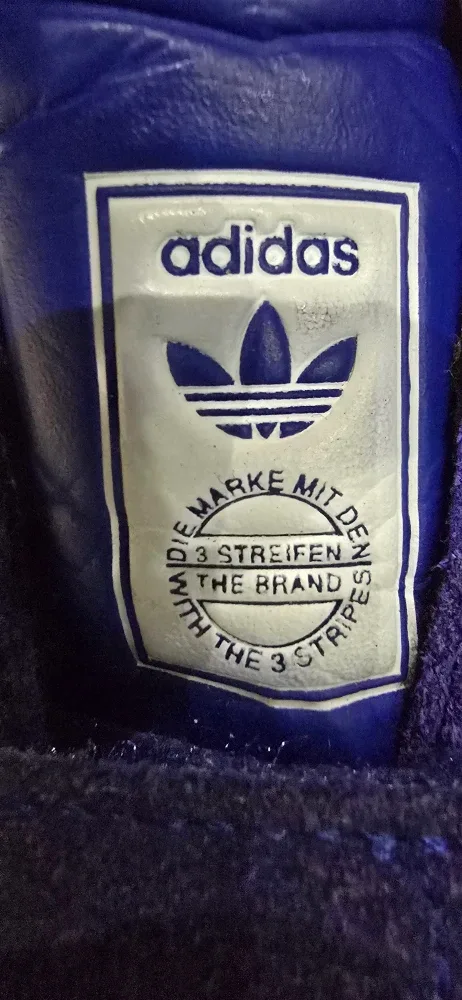 adidas
DIE MARKE MIT DEN
3 STREIFEN
THE BRAND
WITH THE 3 STRIPES